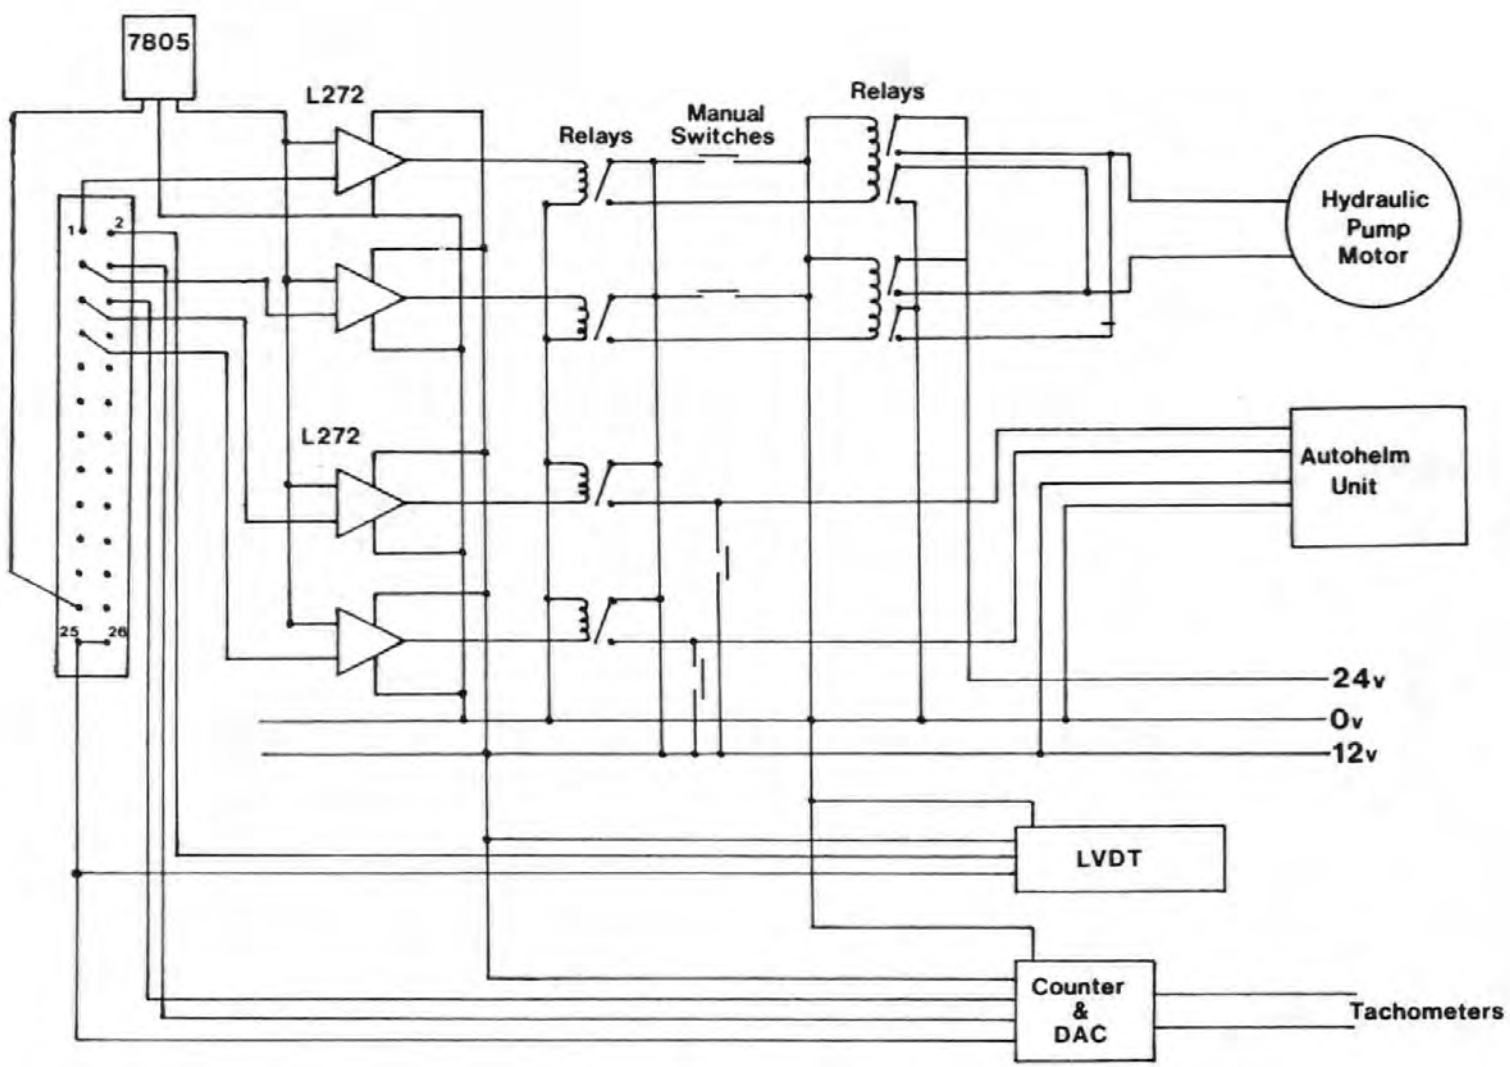 7805
L272
Relays
Manual
Switches
Relays
Hydraulic
Pump
Motor
1
2
L272
Autohelm
Unit
25
26
24v
0v
12v
LVDT
Counter
&
DAC
Tachometers